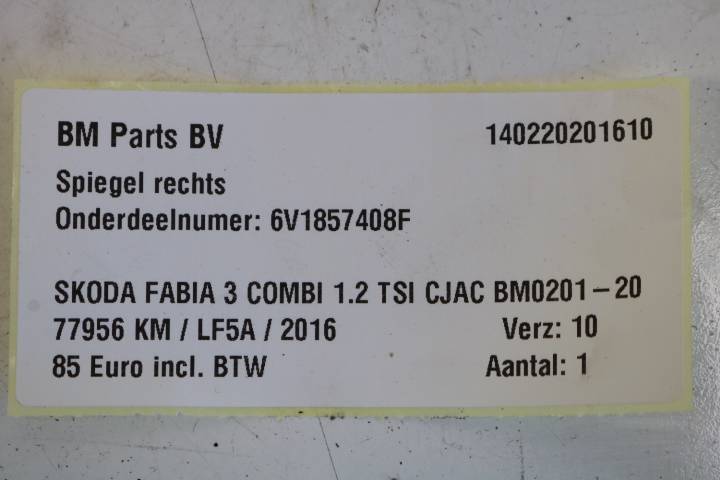 BM Parts BV 140220201610
Spiegel rechts
Onderdeelnumer: 6V1857408F
SKODA FABIA 3 COMBI 1.2 TSI CJAC BM0201-20
77956 KM / LF5A / 2016 Verz: 10
85 Euro incl. BTW Aantal: 1